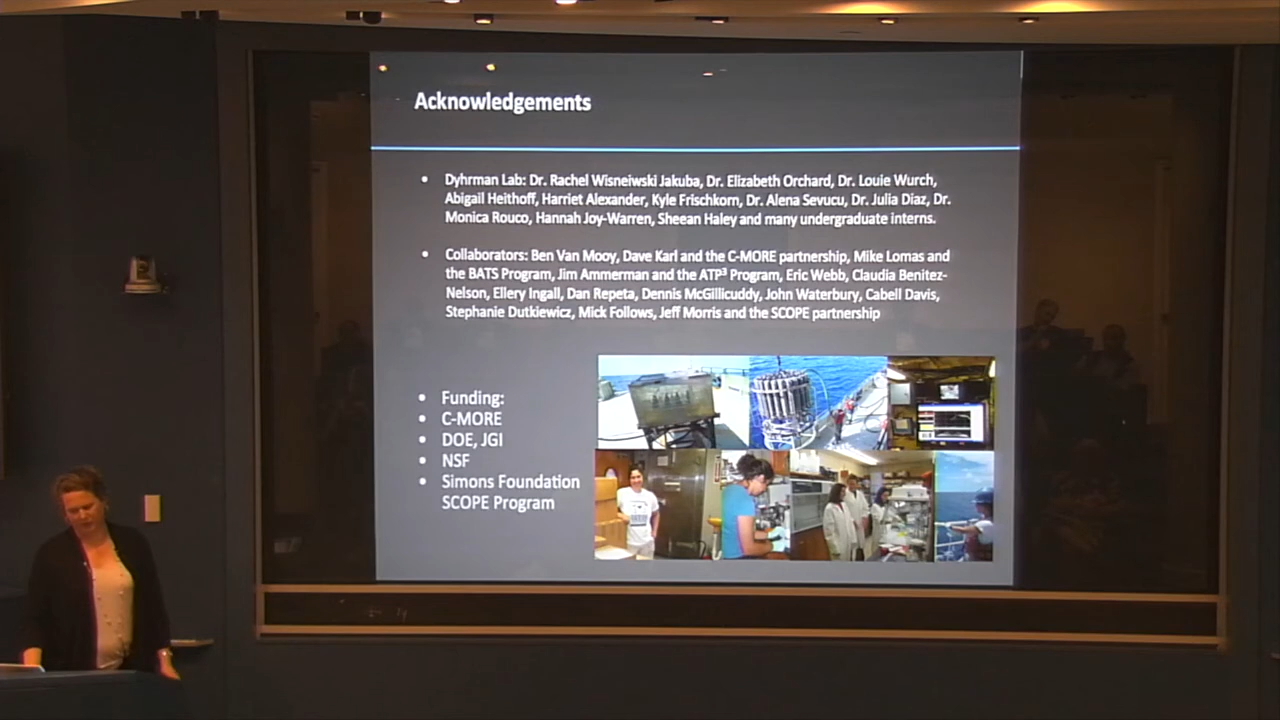 Acknowledgements
• Dyhrman Lab: Dr. Rachel Wisneiwski Jakuba, Dr. Elizabeth Orchard, Dr. Louie Wurch,
Abigail Heithoff, Harriet Alexander, Kyle Frischkorn, Dr. Alena Sevucu, Dr. Julia Diaz, Dr.
Monica Rouco, Hannah Joy-Warren, Sheean Haley and many undergraduate interns.
• Collaborators: Ben Van Mooy, Dave Karl and the C-MORE partnership, Mike Lomas and
the BATS Program, Jim Ammerman and the ATP³ Program, Eric Webb, Claudia Benitez-
Nelson, Ellery Ingall, Dan Repeta, Dennis McGillicuddy, John Waterbury, Cabell Davis,
Stephanie Dutkiewicz, Mick Follows, Jeff Morris and the SCOPE partnership
• Funding:
• C-MORE
• DOE, JGI
• NSF
• Simons Foundation
SCOPE Program